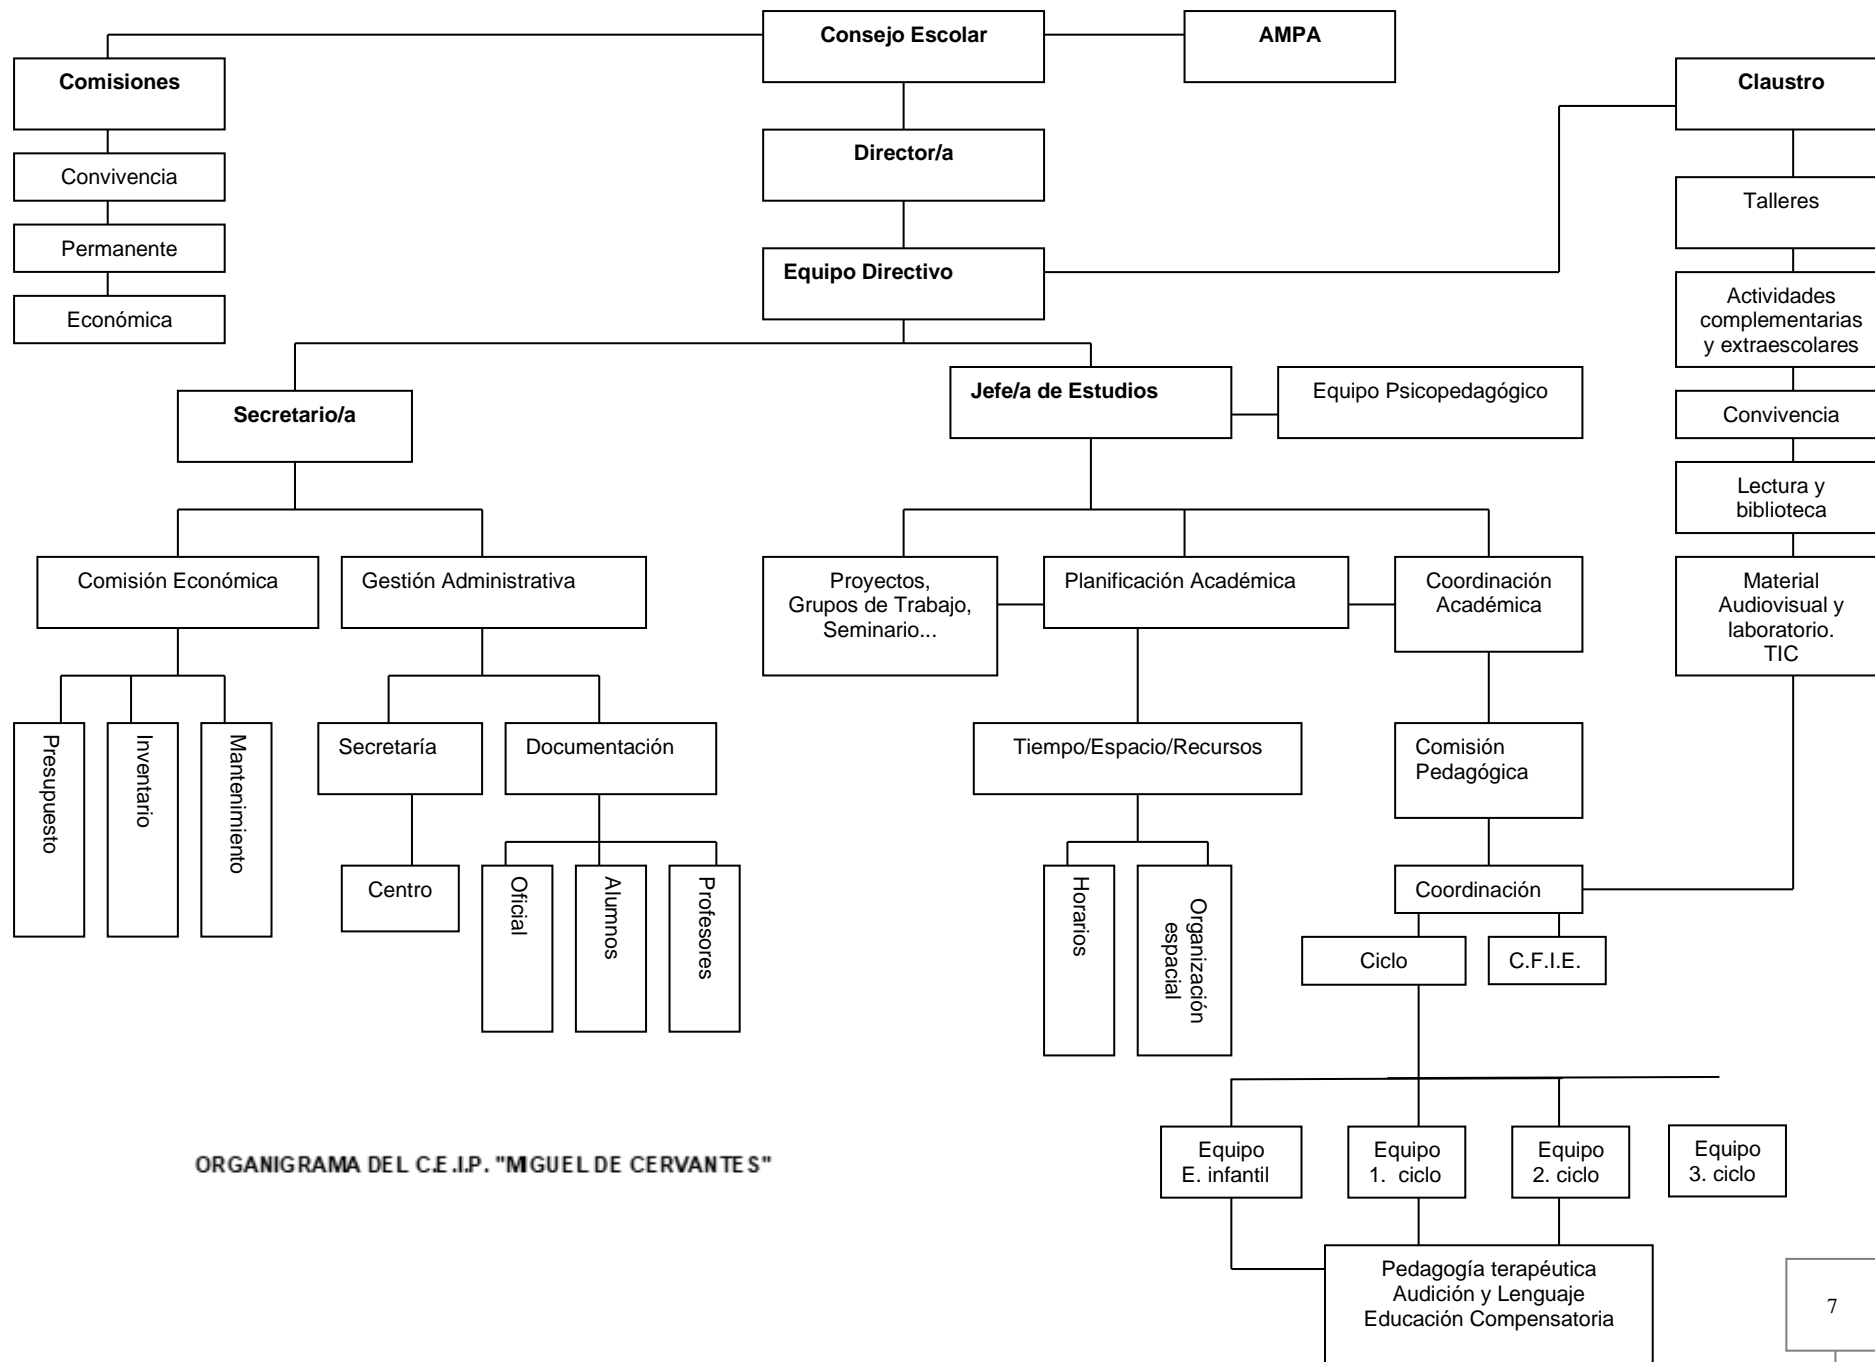 Consejo Escolar
AMPA
Comisiones
Claustro
Convivencia
Director/a
Talleres
Permanente
Equipo Directivo
Económica
Actividades
complementarias
y extraescolares
Secretario/a
Jefe/a de Estudios
Equipo Psicopedagógico
Convivencia
Lectura y
biblioteca
Comisión Económica
Gestión Administrativa
Proyectos,
Grupos de Trabajo,
Seminario...
Planificación Académica
Coordinación
Académica
Material
Audiovisual y
laboratorio.
TIC
Presupuesto
Inventario
Mantenimiento
Secretaría
Documentación
Tiempo/Espacio/Recursos
Comisión
Pedagógica
Centro
Oficial
Alumnos
Profesores
Horarios
Organización
espacial
Coordinación
Ciclo
C.F.I.E.
Equipo
E. infantil
Equipo
1. ciclo
Equipo
2. ciclo
Equipo
3. ciclo
ORGANIGRAMA DEL C.E.I.P. "MIGUEL DE CERVANTES"
Pedagogía terapéutica
Audición y Lenguaje
Educación Compensatoria
7